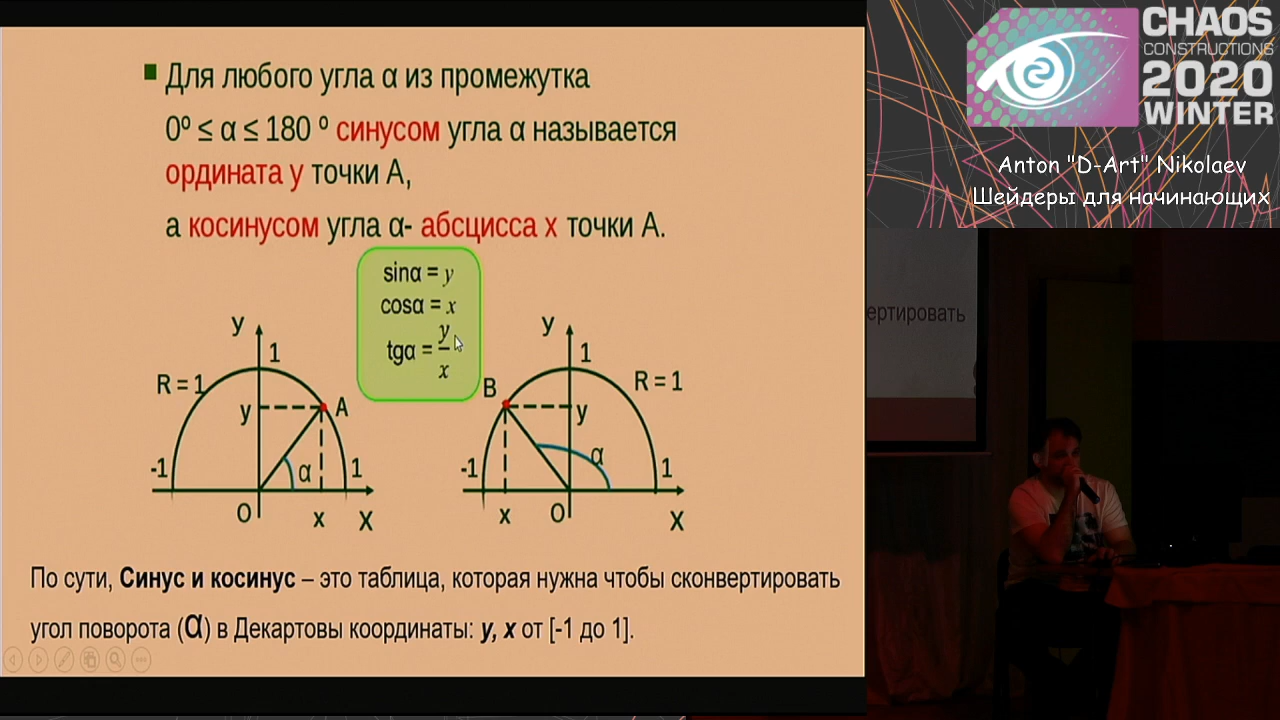 Для любого угла α из промежутка
0º ≤ α ≤ 180 º синусом угла α называется
ордината y точки А,
а косинусом угла α- абсцисса x точки А.
sinα = y
cosα = x
tgα = y/x
У
1
R = 1
y
А
-1
α
1
O
x
X
У
1
B
R = 1
y
-1
α
1
x
O
X
По сути, Синус и косинус – это таблица, которая нужна чтобы сконвертировать
угол поворота (α) в Декартовы координаты: y, x от [-1 до 1].
CHAOS
CONSTRUCTIONS
2020
WINTER
Anton "D-Art" Nikolaev
Шейдеры для начинающих
ертировать